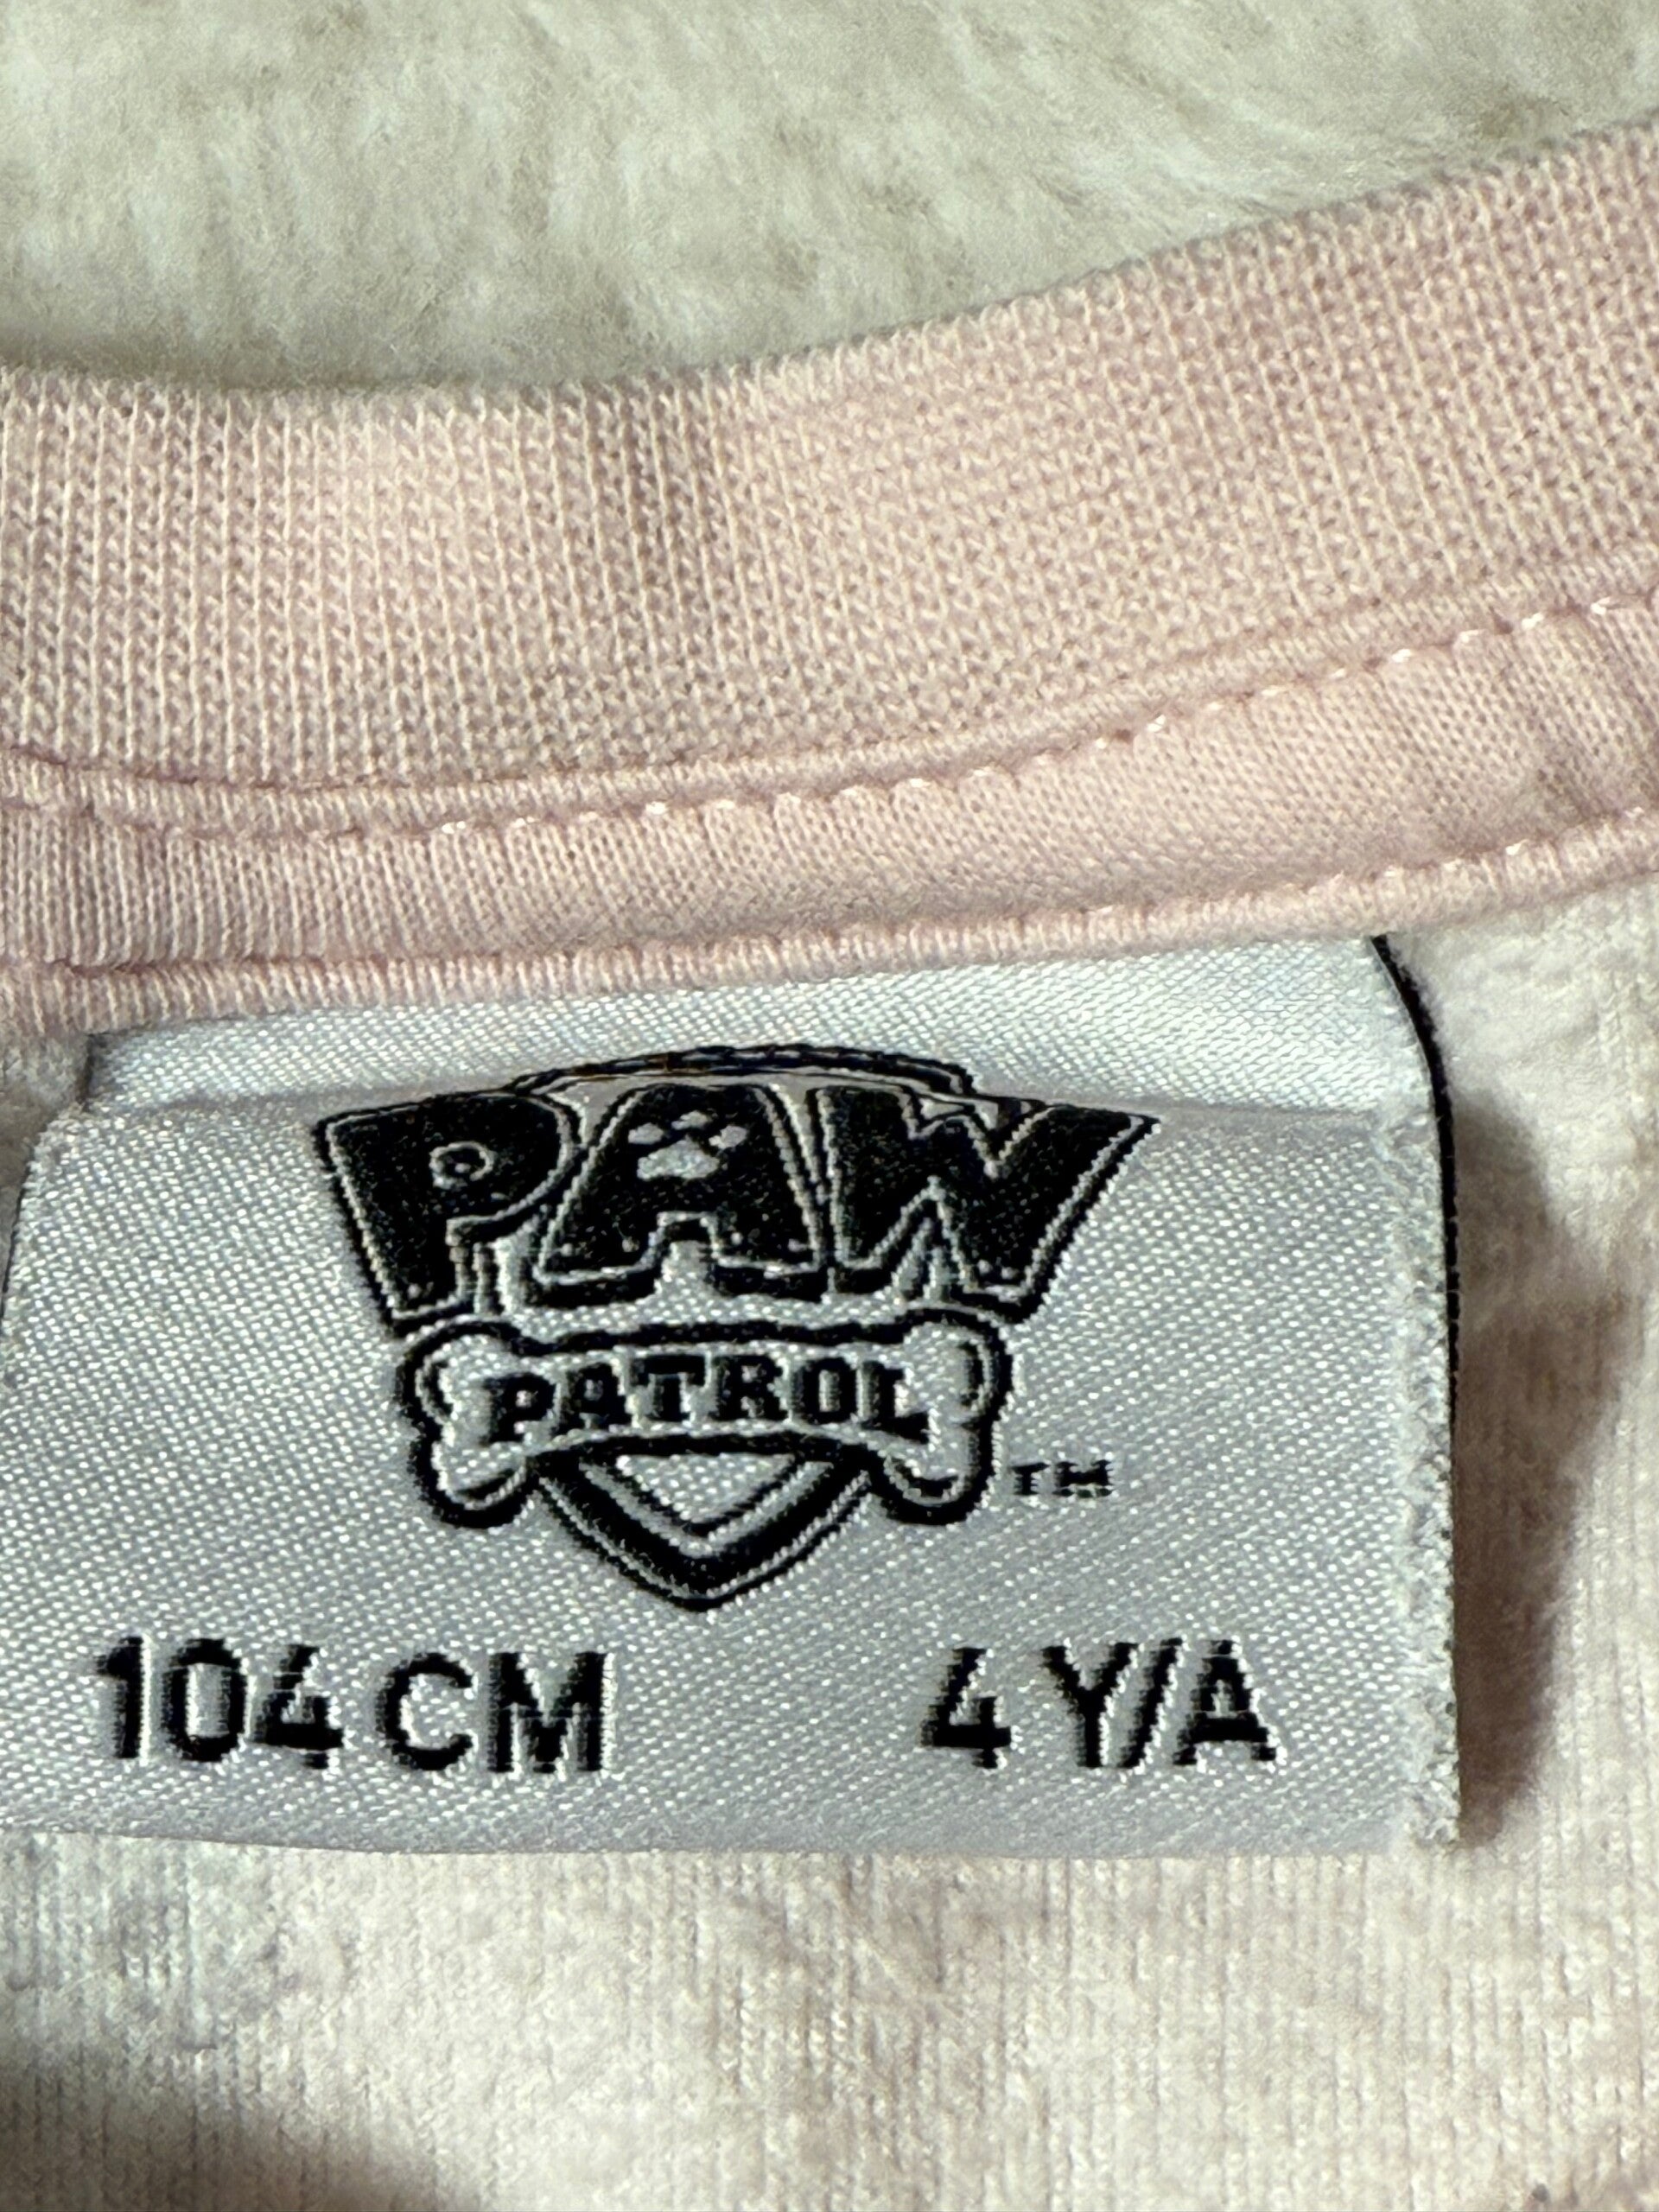 PAW
PATROL
TM
104 CM 4 Y/A